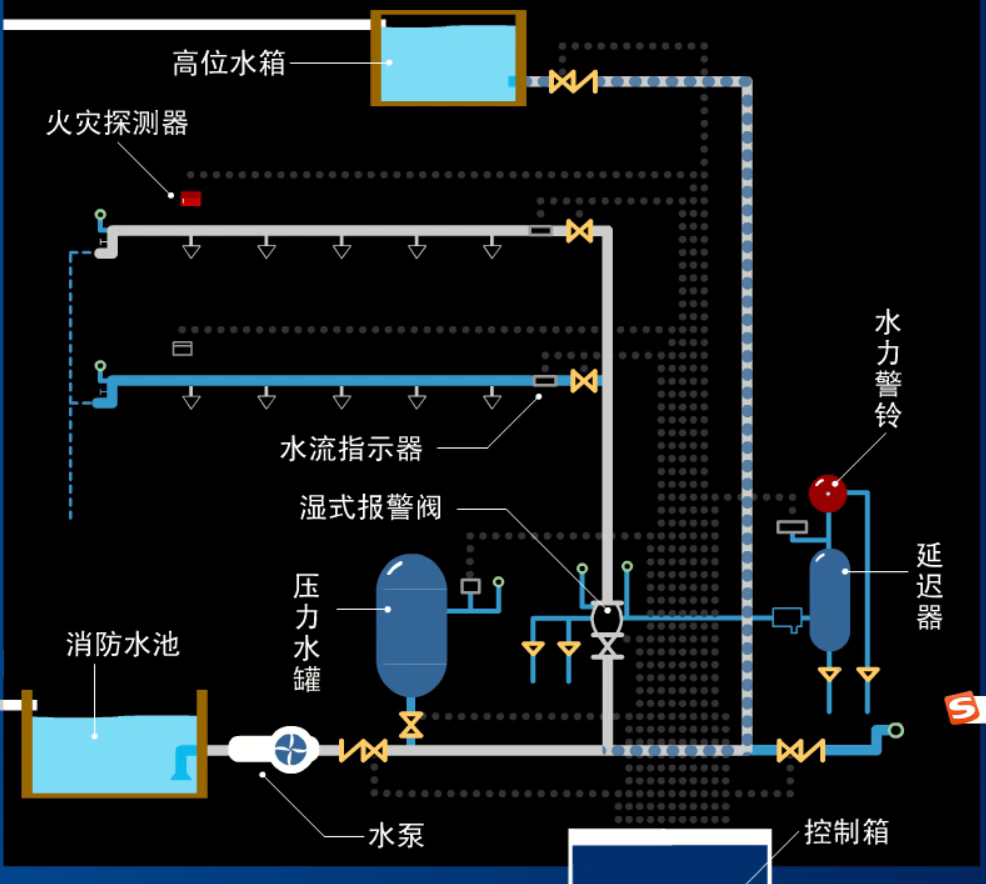 高位水箱
火灾探测器
水力警铃
水流指示器
湿式报警阀
延迟器
压力水罐
消防水池
水泵
控制箱
S